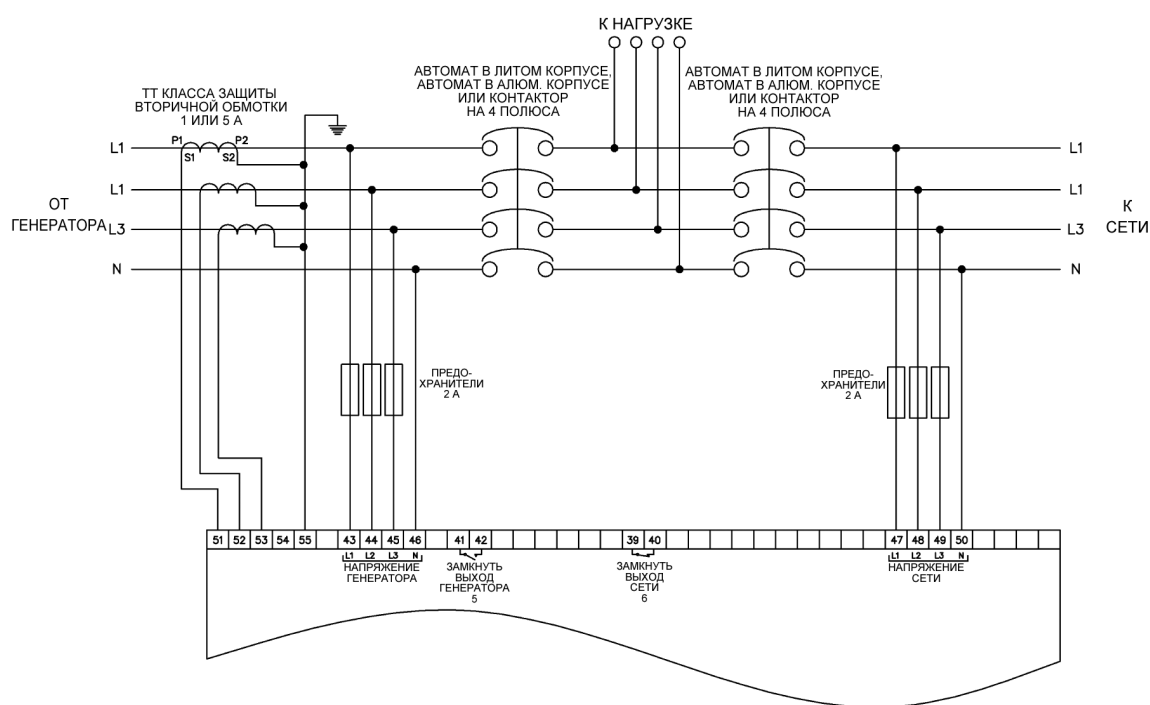 К НАГРУЗКЕ
АВТОМАТ В ЛИТОМ КОРПУСЕ,
АВТОМАТ В АЛЮМ. КОРПУСЕ
ИЛИ КОНТАКТОР
НА 4 ПОЛЮСА
АВТОМАТ В ЛИТОМ КОРПУСЕ,
АВТОМАТ В АЛЮМ. КОРПУСЕ
ИЛИ КОНТАКТОР
НА 4 ПОЛЮСА
ТТ КЛАССА ЗАЩИТЫ
ВТОРИЧНОЙ ОБМОТКИ
1 ИЛИ 5 А
P1 P2
S1 S2
L1 L1
L1 L1
ОТ
ГЕНЕРАТОРА
L3 L3
N N
К
СЕТИ
ПРЕДО-
ХРАНИТЕЛИ
2 А
ПРЕДО-
ХРАНИТЕЛИ
2 А
51 52 53 54 55 43 44 45 46 41 42 39 40 47 48 49 50
L1 L2 L3 N
НАПРЯЖЕНИЕ
ГЕНЕРАТОРА
ЗАМКНУТЬ
ВЫХОД
ГЕНЕРАТОРА
5
ЗАМКНУТЬ
ВЫХОД
СЕТИ
6
L1 L2 L3 N
НАПРЯЖЕНИЕ
СЕТИ